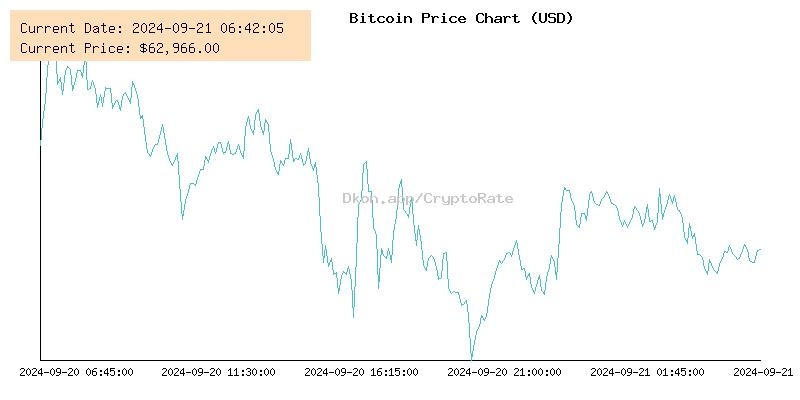 Bitcoin Price Chart (USD)
Current Date: 2024-09-21 06:42:05
Current Price: $62,966.00
Dkon.app/CryptoRate
2024-09-20 06:45:00 2024-09-20 11:30:00 2024-09-20 16:15:00 2024-09-20 21:00:00 2024-09-21 01:45:00 2024-09-21